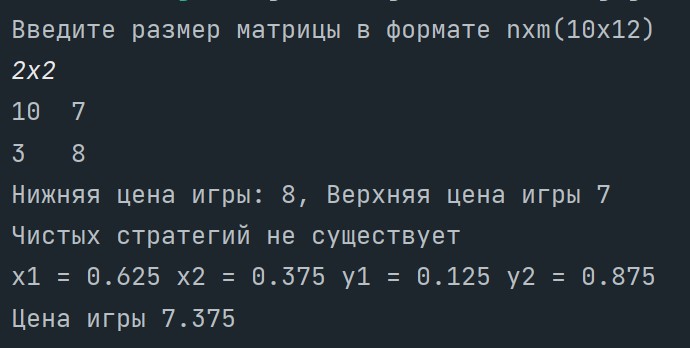 Введите размер матрицы в формате nxm(10x12)
2x2
10 7
3 8
Нижняя цена игры: 8, Верхняя цена игры 7
Чистых стратегий не существует
x1 = 0.625 x2 = 0.375 y1 = 0.125 y2 = 0.875
Цена игры 7.375